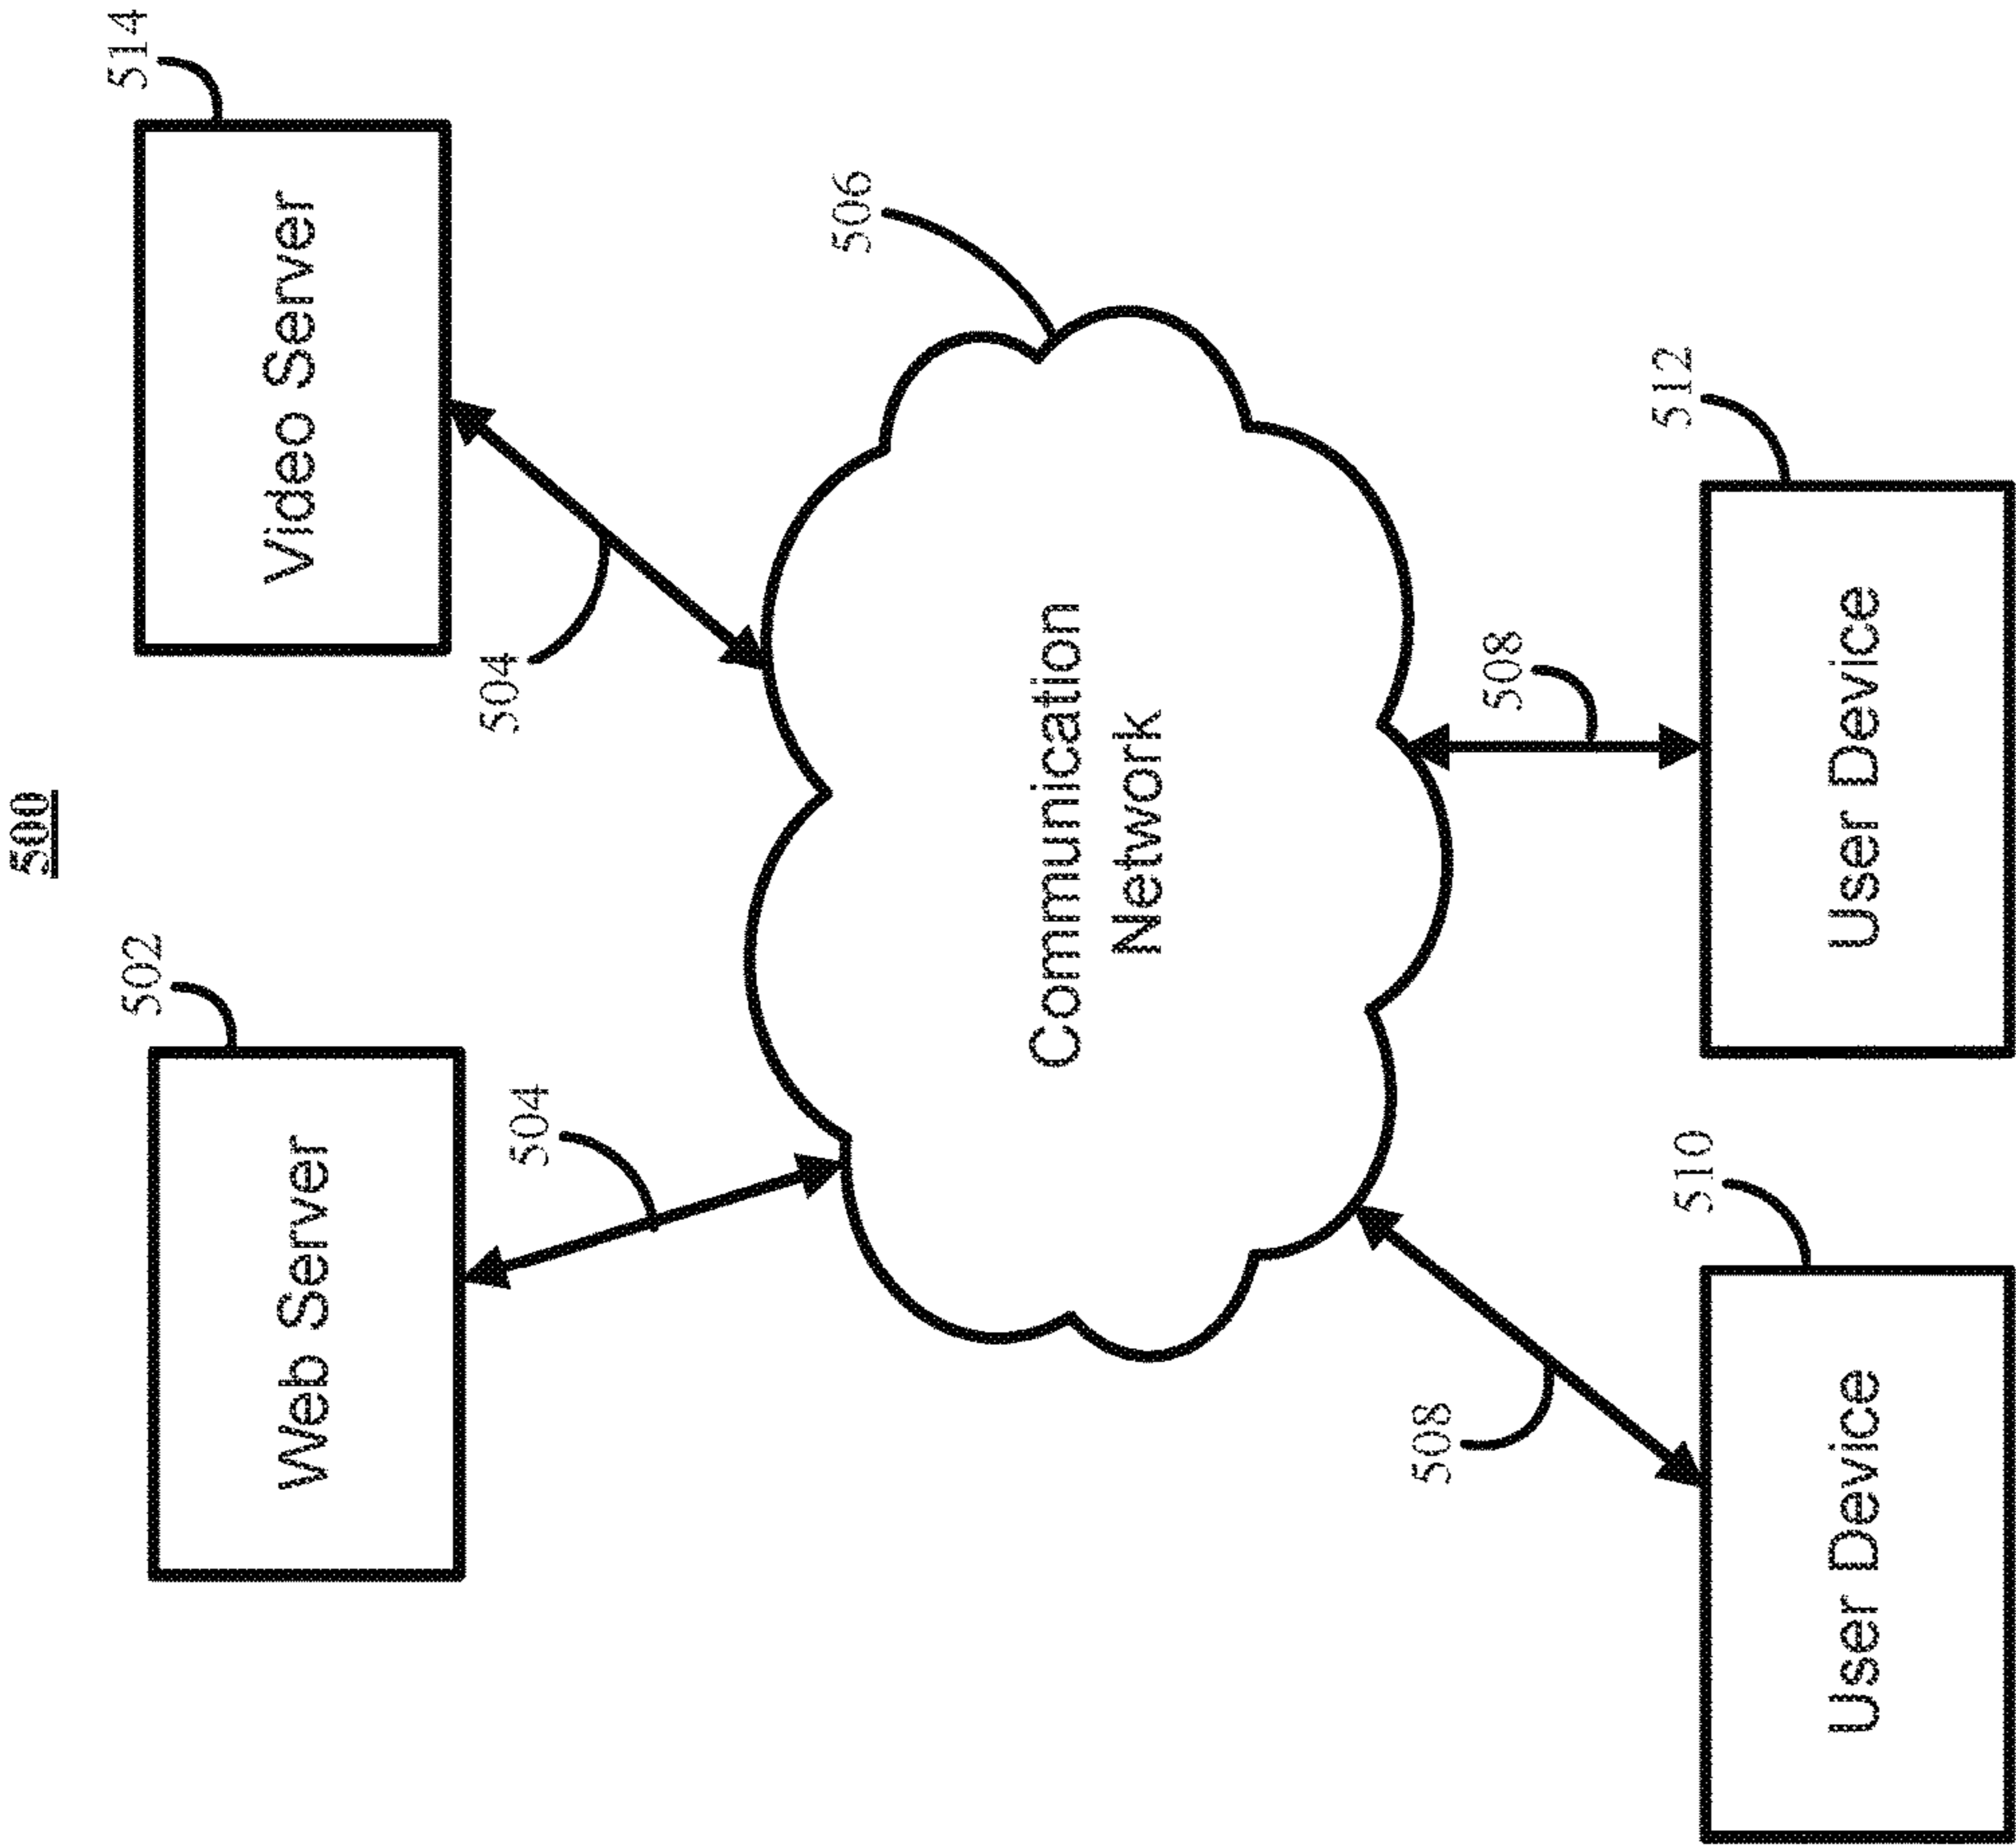 500
502
514
Web Server
Video Server
504
504
506
Communication
Network
508
508
510
512
User Device
User Device